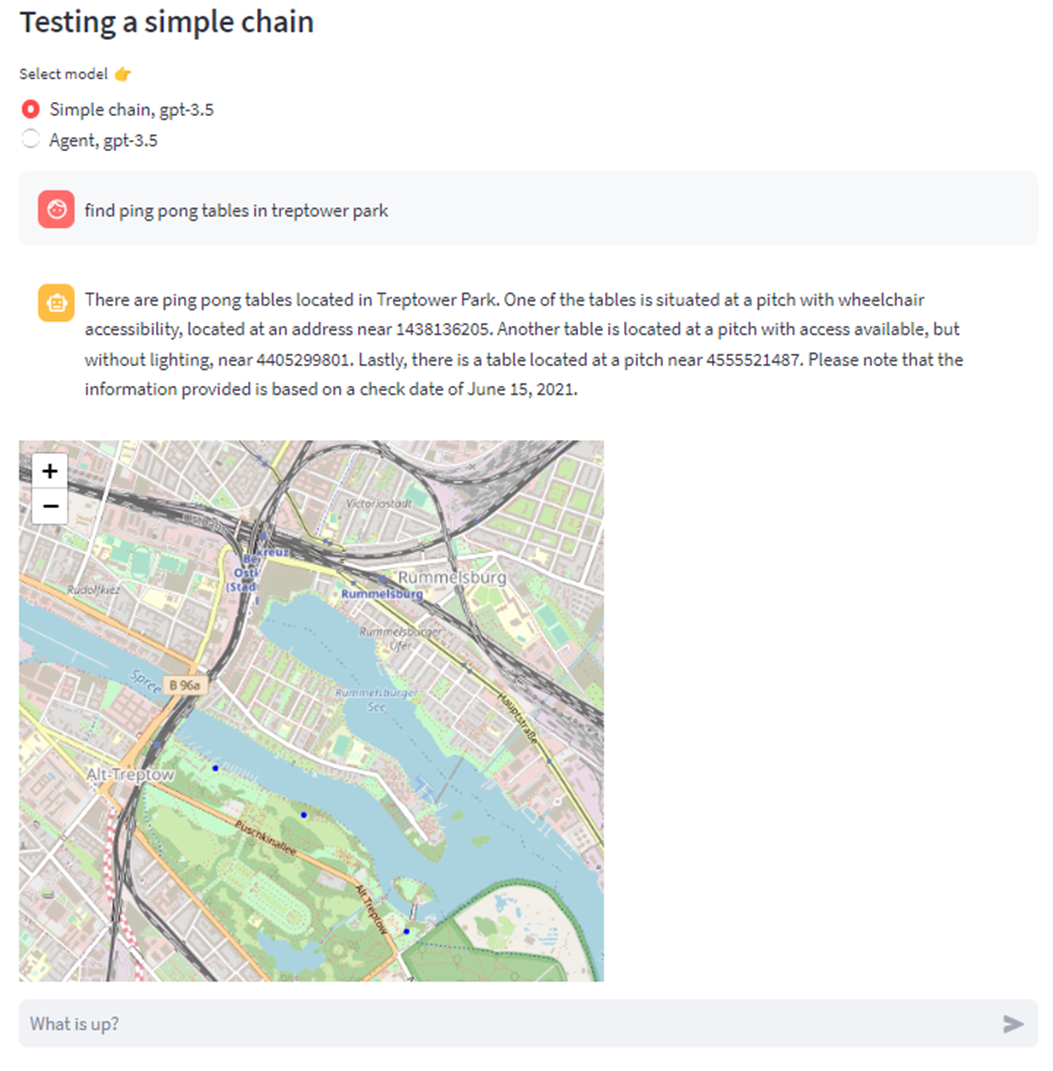 Testing a simple chain
Select model 👉
Simple chain, gpt-3.5
Agent, gpt-3.5
find ping pong tables in treptower park
There are ping pong tables located in Treptower Park. One of the tables is situated at a pitch with wheelchair
accessibility, located at an address near 1438136205. Another table is located at a pitch with access available, but
without lighting, near 4405299801. Lastly, there is a table located at a pitch near 4555521487. Please note that the
information provided is based on a check date of June 15, 2021.
+
−
Victoriastadt
kreuz
Ostk
(Stad
Rudolfkiez
Rummelsburg
Rummelsburg
Rummelsburger
Ufer
B 96a
Spree
Rummelsburger
See
Hauptstraße
Alt-Treptow
Puschkinallee
Alt-Treptow
What is up?